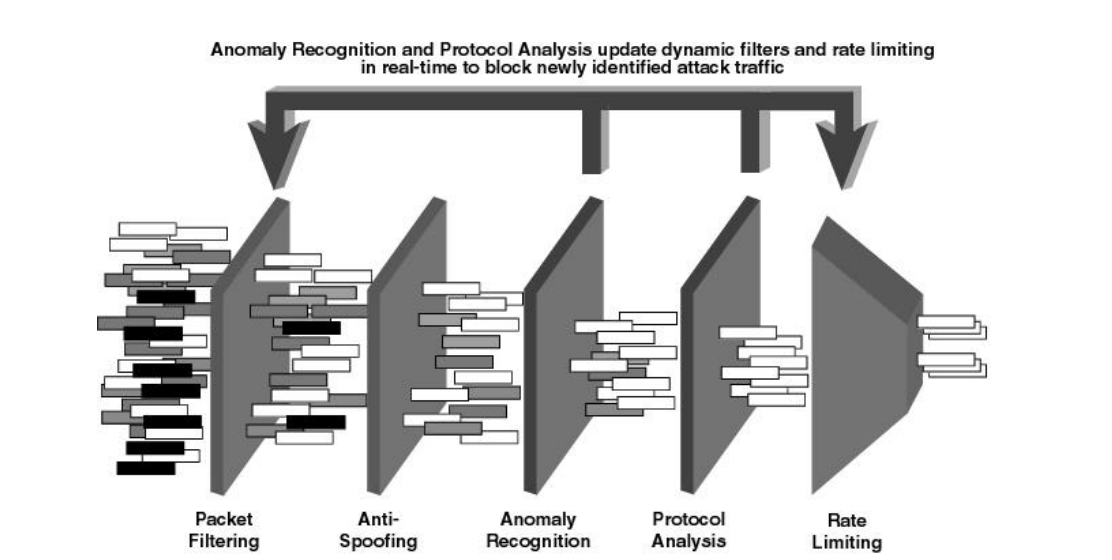 Anomaly Recognition and Protocol Analysis update dynamic filters and rate limiting
in real-time to block newly identified attack traffic
Packet
Filtering
Anti-
Spoofing
Anomaly
Recognition
Protocol
Analysis
Rate
Limiting